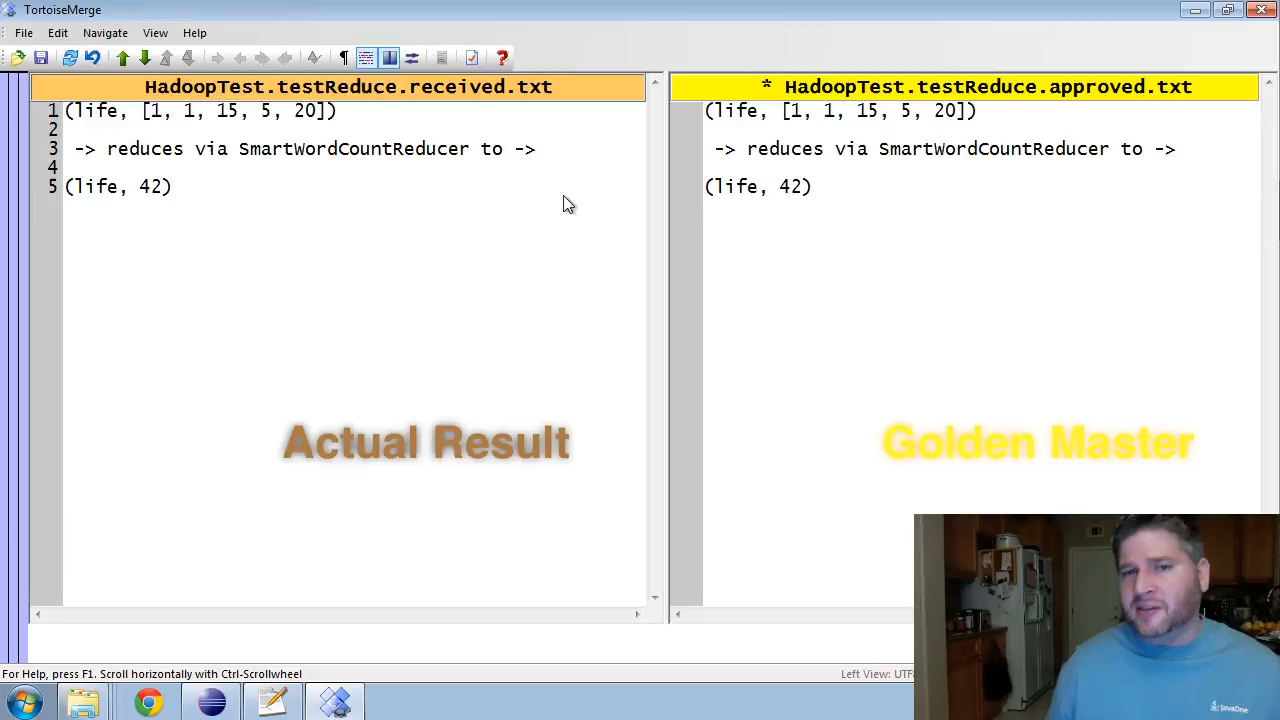 TortoiseMerge
File Edit Navigate View Help
HadoopTest.testReduce.received.txt
1 (life, [1, 1, 15, 5, 20])
2
3 -> reduces via SmartWordCountReducer to ->
4
5 (life, 42)
Actual Result
* HadoopTest.testReduce.approved.txt
(life, [1, 1, 15, 5, 20])
-> reduces via SmartWordCountReducer to ->
(life, 42)
Golden Master
For Help, press F1. Scroll horizontally with Ctrl-Scrollwheel
Left View: UTF
JavaOne